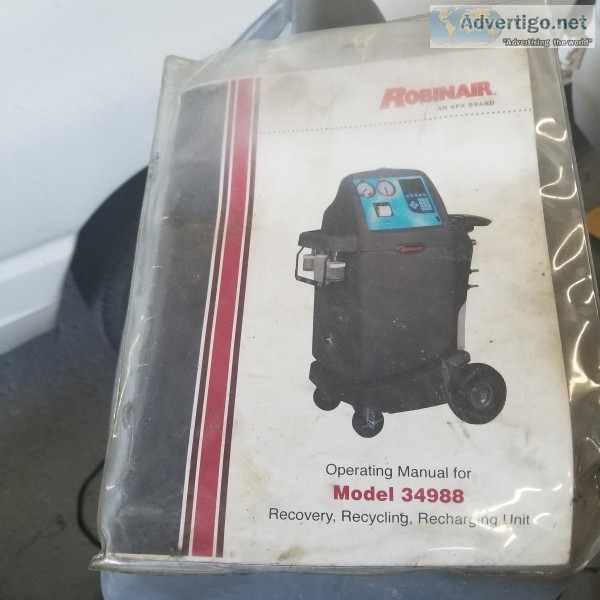 Advertigo.net
"Advertising the world"
ROBINAIR
AN SPX BRAND
Operating Manual for
Model 34988
Recovery, Recycling, Recharging Unit